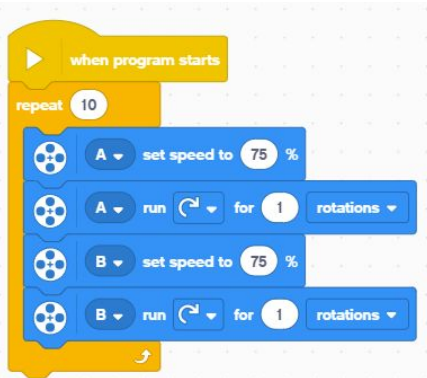 when program starts
repeat 10
A set speed to 75 %
A run for 1 rotations
B set speed to 75 %
B run for 1 rotations